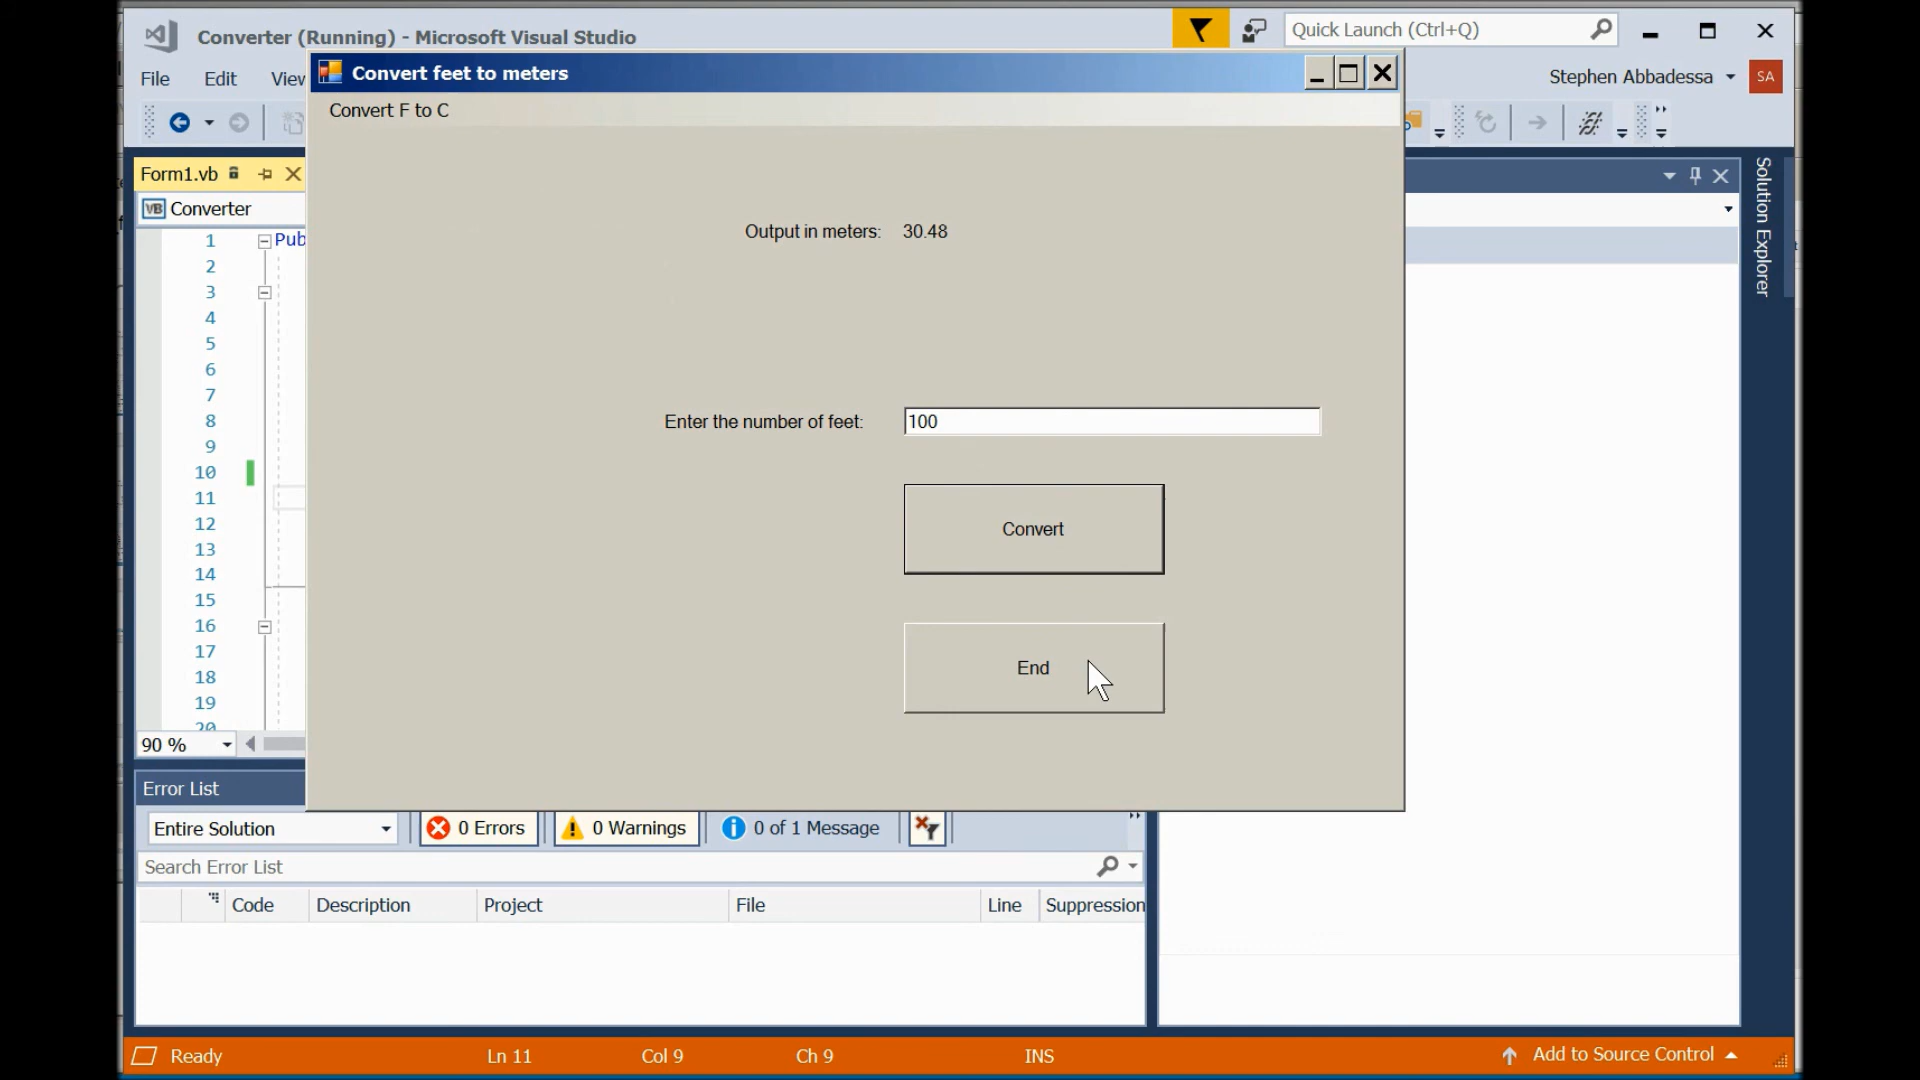 Converter (Running) - Microsoft Visual Studio
Quick Launch (Ctrl+Q)
File Edit View
Stephen Abbadessa SA
Convert feet to meters
Convert F to C
Form1.vb
VB Converter
Output in meters: 30.48
Enter the number of feet: 100
Convert
End
Solution Explorer
1 Pub
2
3
4
5
6
7
8
9
10
11
12
13
14
15
16
17
18
19
20
90 %
Error List
Entire Solution 0 Errors 0 Warnings 0 of 1 Message
Search Error List
Code Description Project File Line Suppression
Ready Ln 11 Col 9 Ch 9 INS Add to Source Control